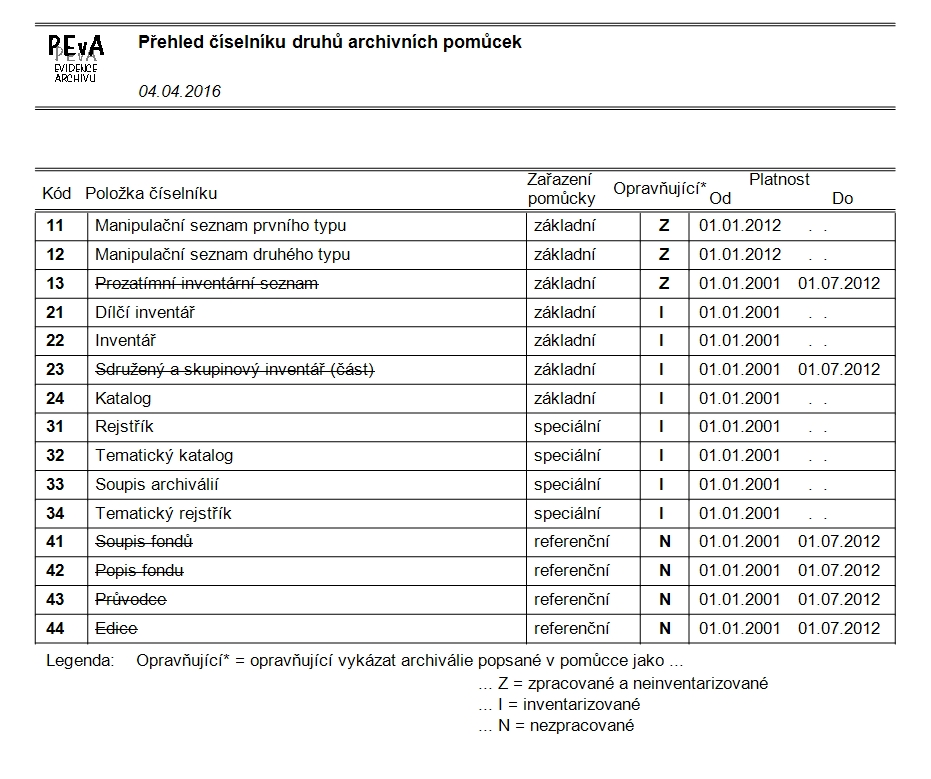 PEvA
EVIDENCE
ARCHIVU
Přehled číselníku druhů archivních pomůcek
04.04.2016
Kód Položka číselníku Zařazení pomůcky Opravňující* Platnost Od Do
11 Manipulační seznam prvního typu základní Z 01.01.2012 . .
12 Manipulační seznam druhého typu základní Z 01.01.2012 . .
13 Prozatímní inventární seznam základní Z 01.01.2001 01.07.2012
21 Dílčí inventář základní I 01.01.2001 . .
22 Inventář základní I 01.01.2001 . .
23 Sdružený a skupinový inventář (část) základní I 01.01.2001 01.07.2012
24 Katalog základní I 01.01.2001 . .
31 Rejstřík speciální I 01.01.2001 . .
32 Tematický katalog speciální I 01.01.2001 . .
33 Soupis archiválií speciální I 01.01.2001 . .
34 Tematický rejstřík speciální I 01.01.2001 . .
41 Soupis fondů referenční N 01.01.2001 01.07.2012
42 Popis fondu referenční N 01.01.2001 01.07.2012
43 Průvodce referenční N 01.01.2001 01.07.2012
44 Edice referenční N 01.01.2001 01.07.2012
Legenda: Opravňující* = opravňující vykázat archiválie popsané v pomůcce jako ...
... Z = zpracované a neinventarizované
... I = inventarizované
... N = nezpracované